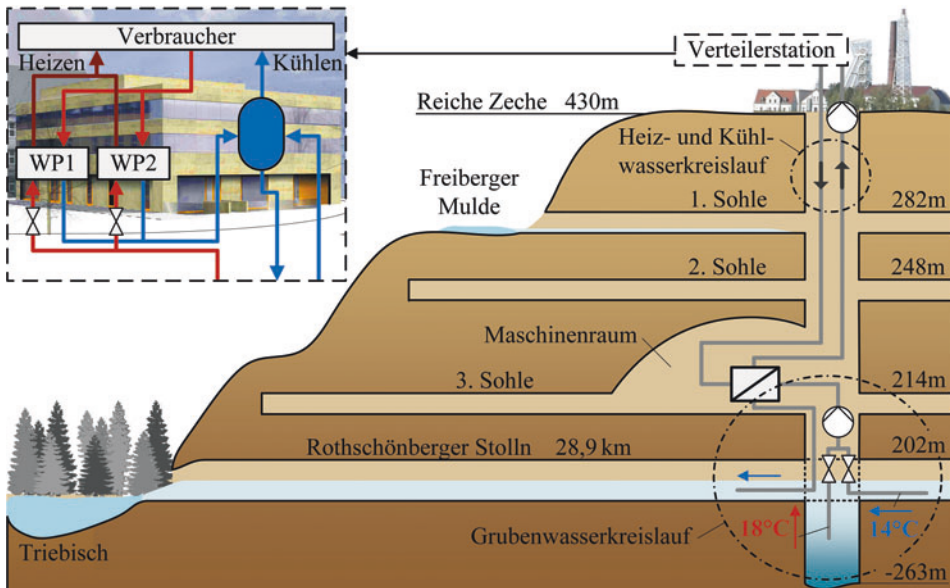 Verbraucher
Heizen
Kühlen
WP1
WP2
Verteilerstation
Reiche Zeche 430m
Heiz- und Kühl-
wasserkreislauf
Freiberger
Mulde
1. Sohle
282m
2. Sohle
248m
Maschinenraum
3. Sohle
214m
Rothschönberger Stolln 28,9 km
202m
18°C
14°C
Grubenwasserkreislauf
Triebisch
-263m